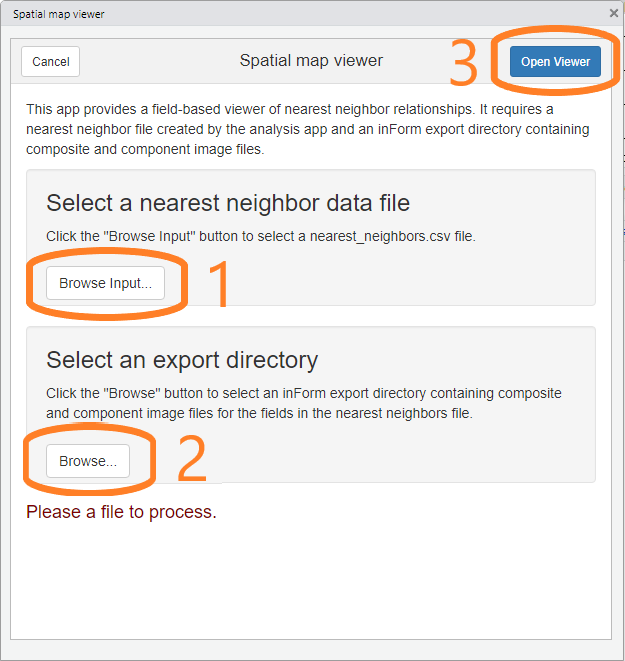 Spatial map viewer
Cancel
Spatial map viewer
3
Open Viewer
This app provides a field-based viewer of nearest neighbor relationships. It requires a
nearest neighbor file created by the analysis app and an inForm export directory containing
composite and component image files.
Select a nearest neighbor data file
Click the "Browse Input" button to select a nearest_neighbors.csv file.
Browse Input...
1
Select an export directory
Click the "Browse" button to select an inForm export directory containing composite
and component image files for the fields in the nearest neighbors file.
Browse...
2
Please a file to process.